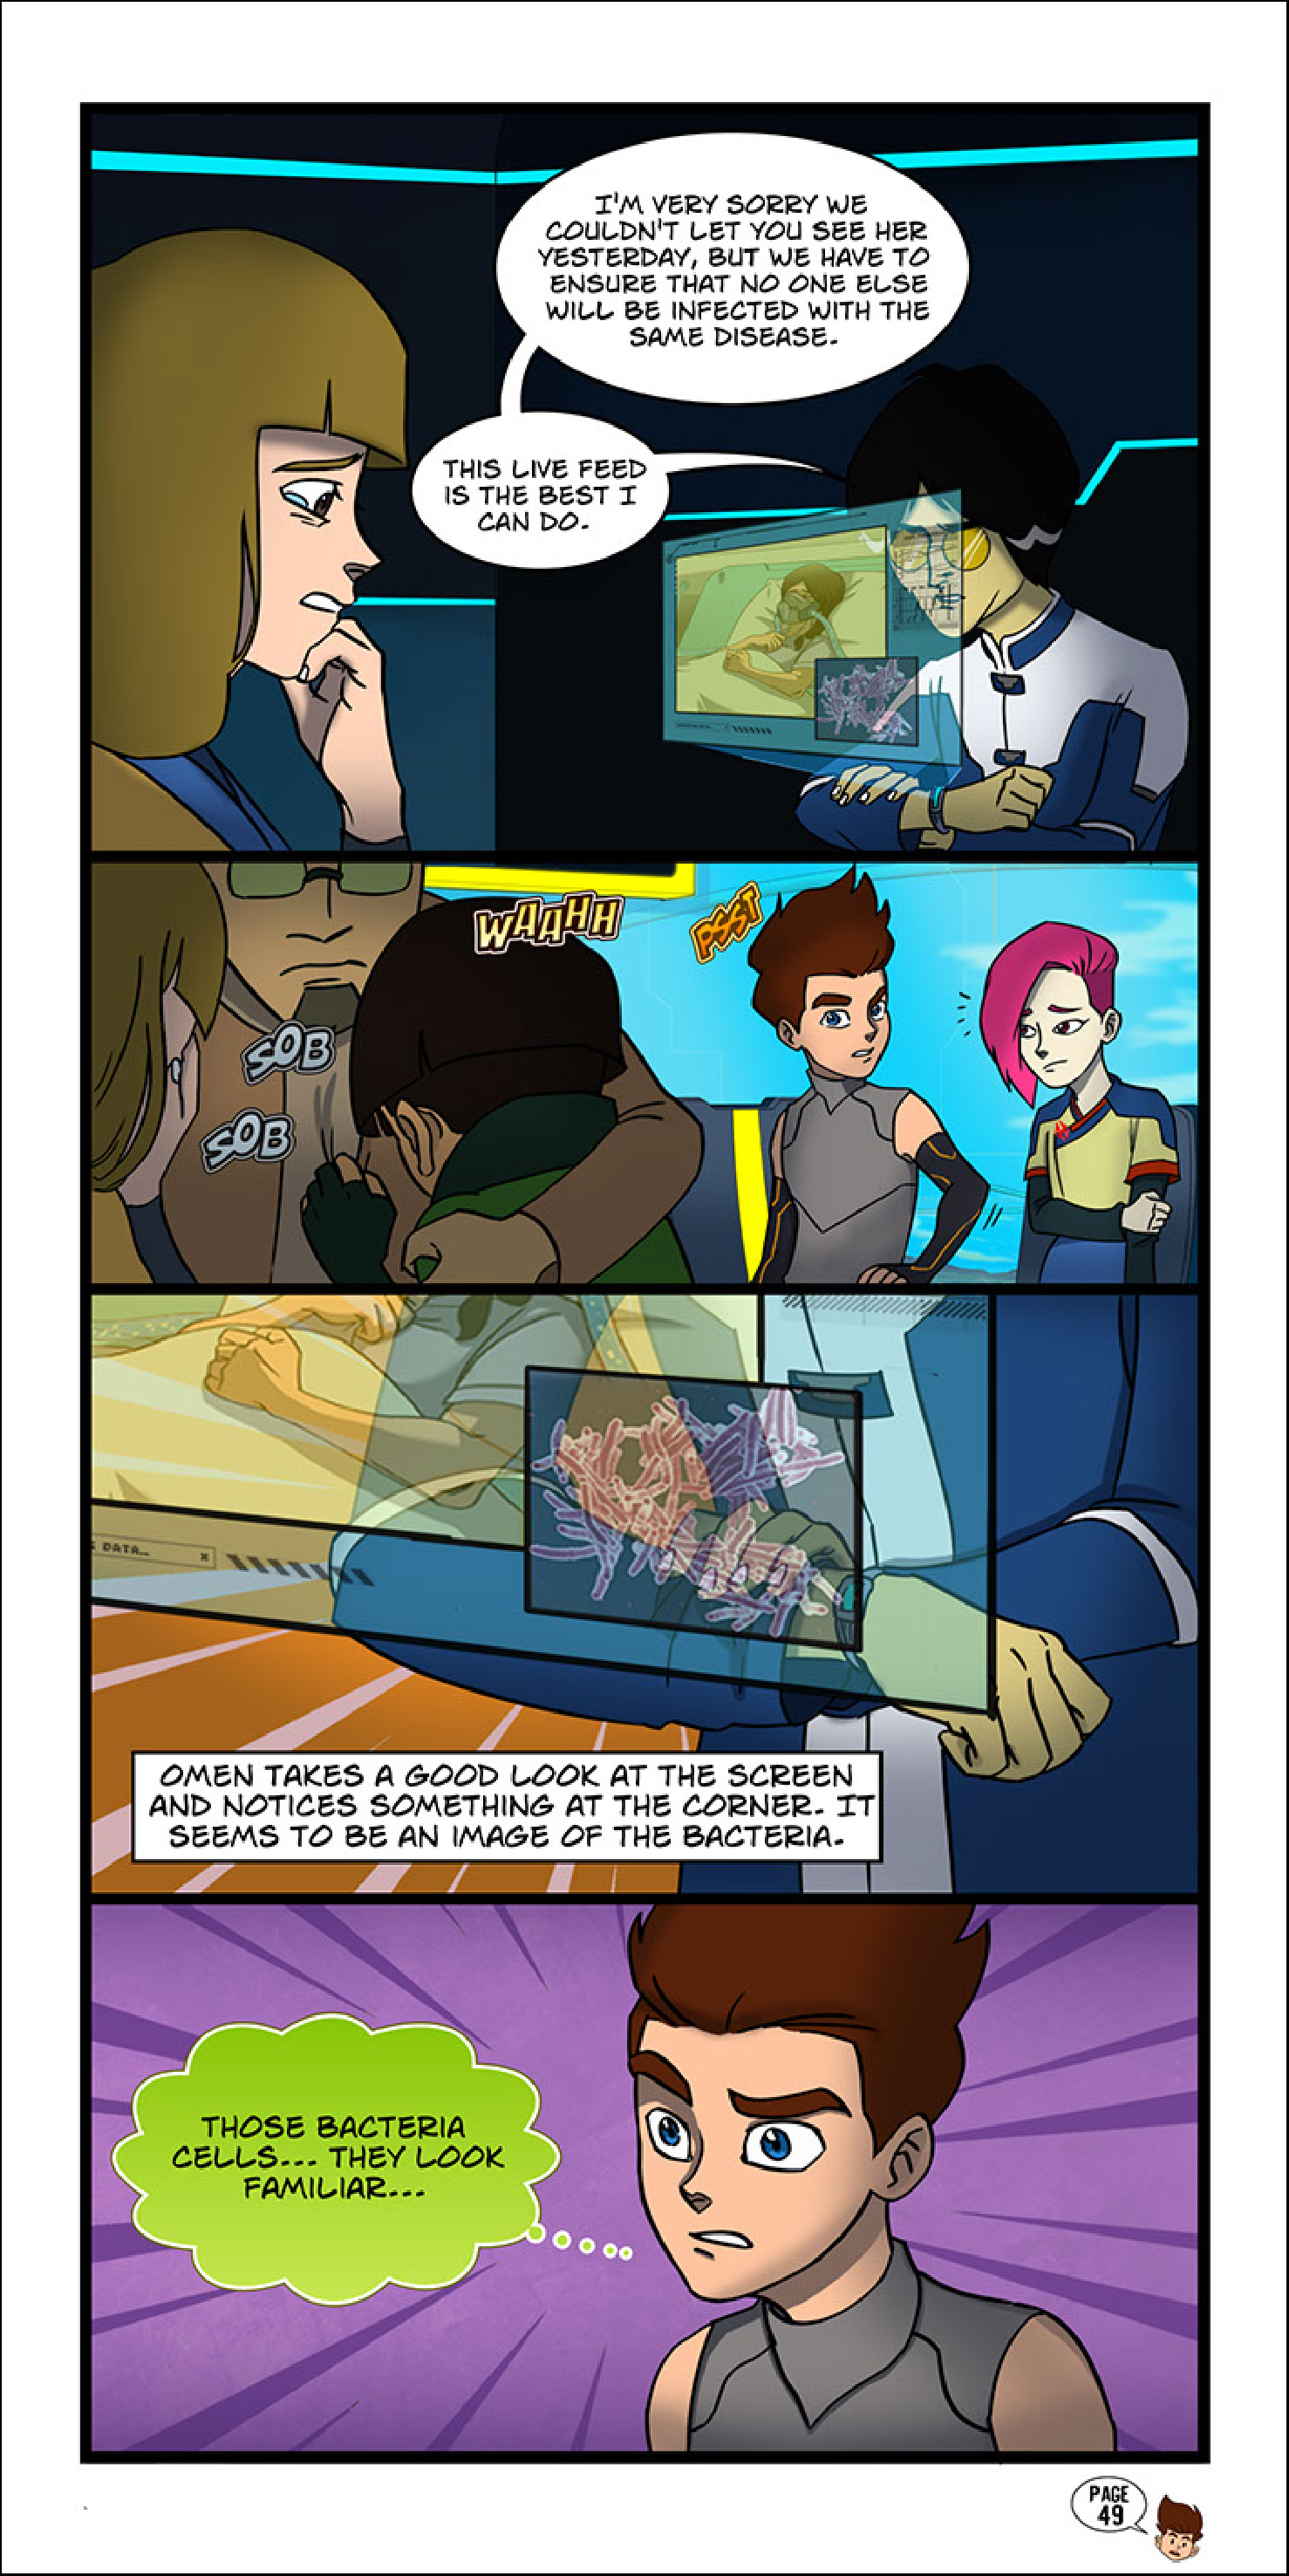 I'M VERY SORRY WE
COULDN'T LET YOU SEE HER
YESTERDAY, BUT WE HAVE TO
ENSURE THAT NO ONE ELSE
WILL BE INFECTED WITH THE
SAME DISEASE.
THIS LIVE FEED
IS THE BEST I
CAN DO.
WAAHH
PSST
SOB
SOB
DATA...
X
OMEN TAKES A GOOD LOOK AT THE SCREEN
AND NOTICES SOMETHING AT THE CORNER. IT
SEEMS TO BE AN IMAGE OF THE BACTERIA.
THOSE BACTERIA
CELLS... THEY LOOK
FAMILIAR...
PAGE
49